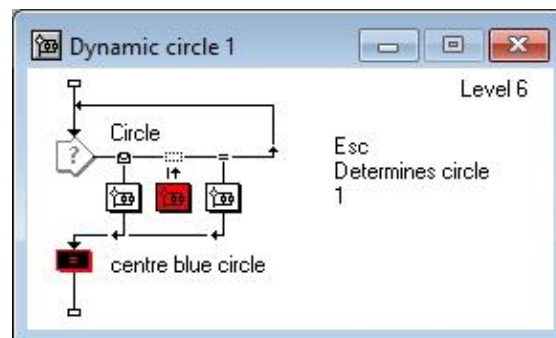 Dynamic circle 1
Level 6
Circle
Esc
Determines circle
1
centre blue circle